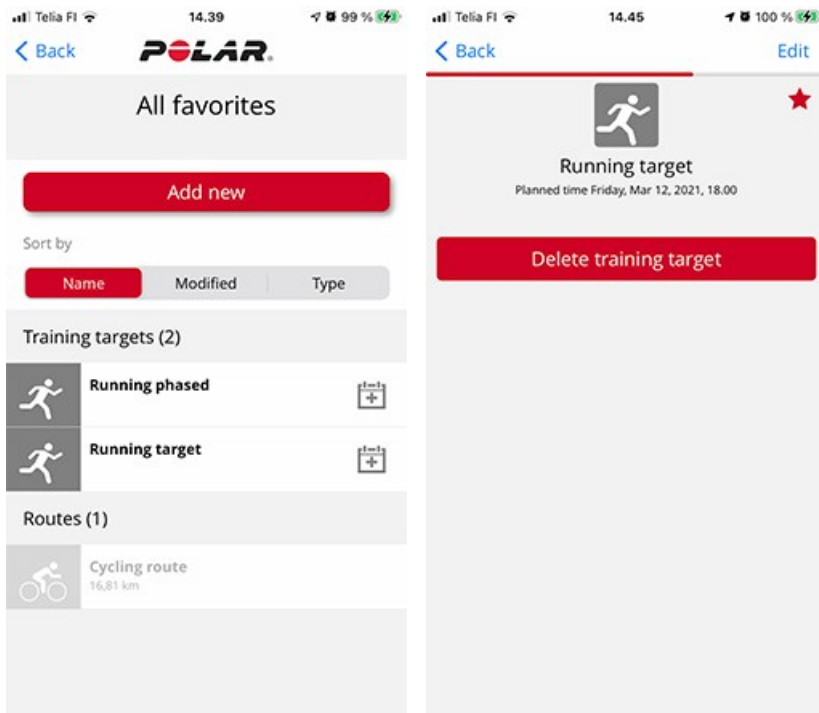 Telia FI 14.39 99 %
Back POLAR
All favorites
Add new
Sort by
Name Modified Type
Training targets (2)
Running phased
Running target
Routes (1)
Cycling route
16,81 km
Telia FI 14.45 100 %
Back Edit
Running target
Planned time Friday, Mar 12, 2021, 18.00
Delete training target